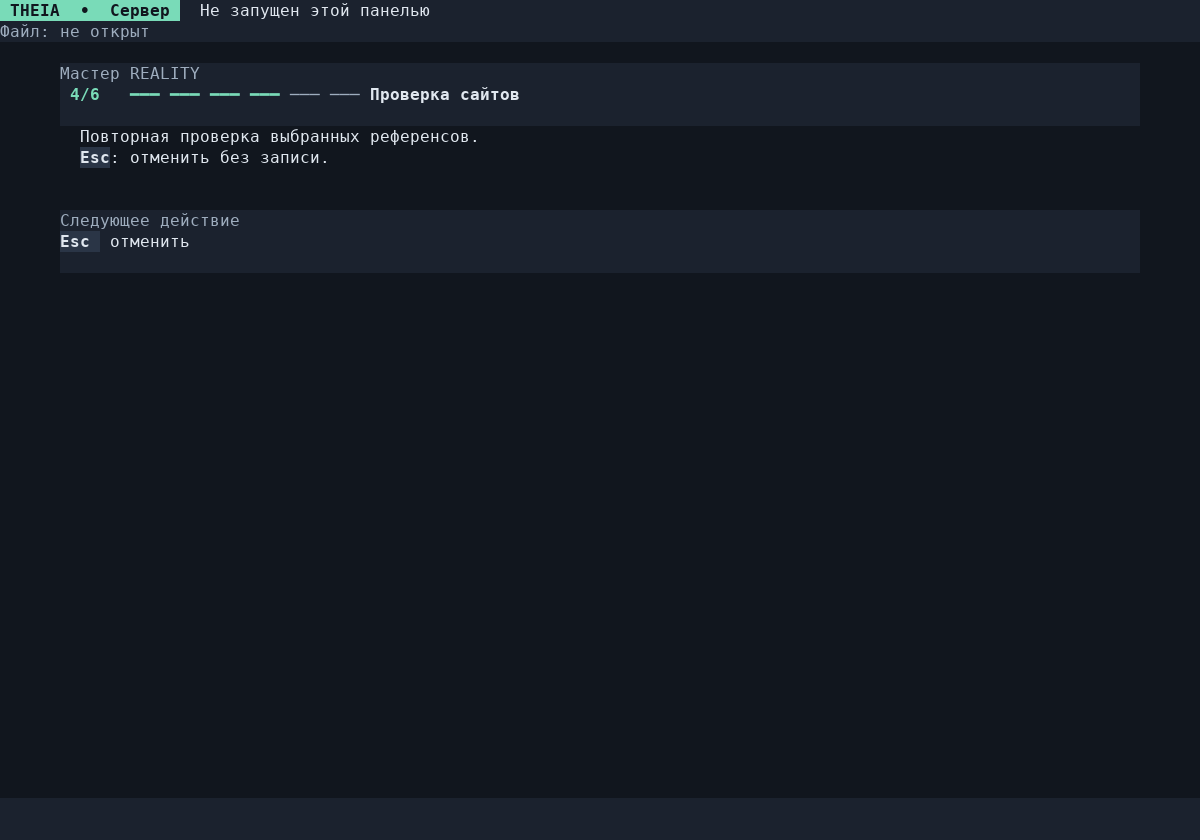 THEIA • Сервер Не запущен этой панелью
Файл: не открыт
Мастер REALITY
4/6 Проверка сайтов
Повторная проверка выбранных референсов.
Esc: отменить без записи.
Следующее действие
Esc отменить